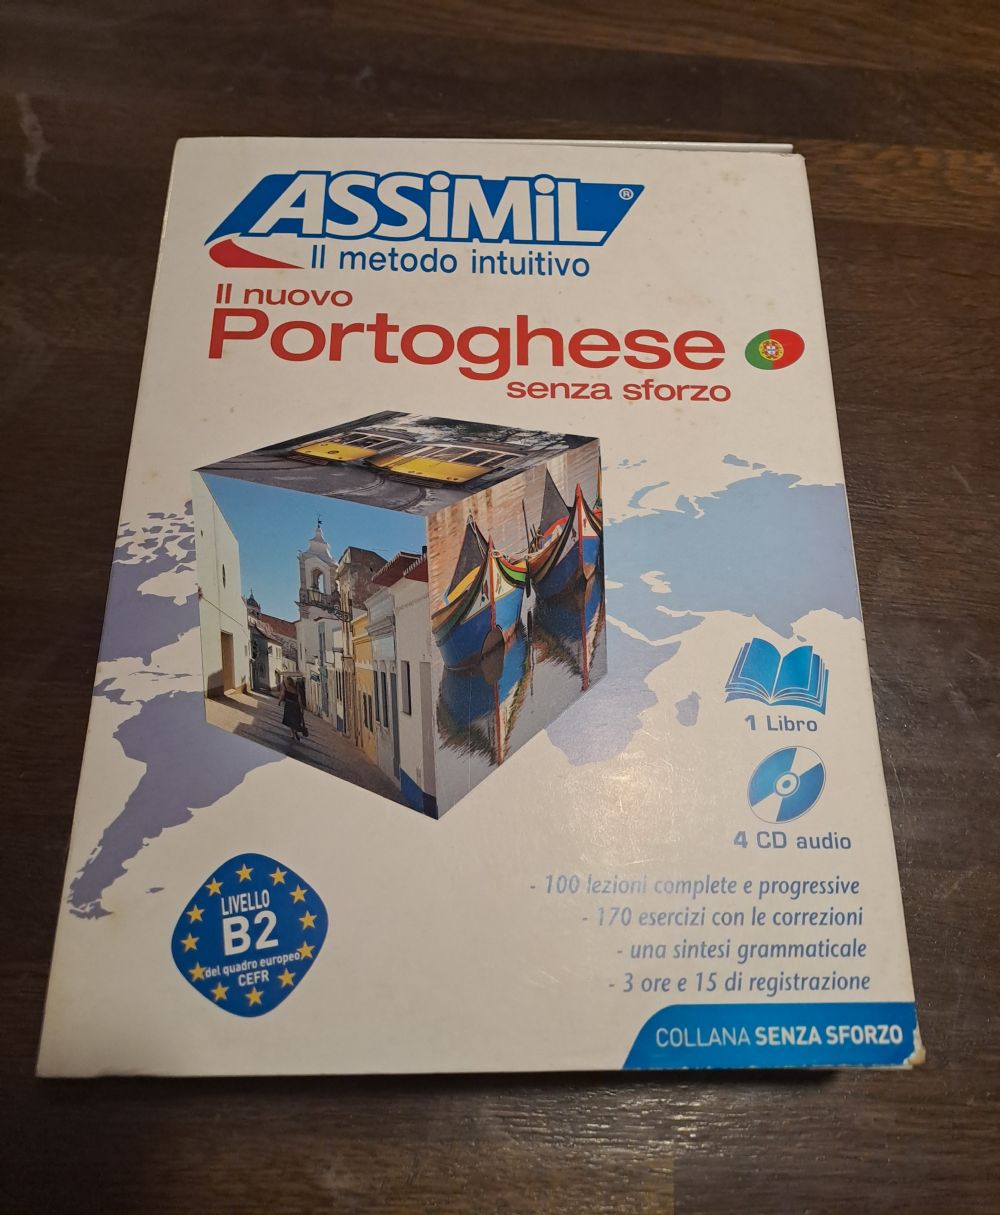 ASSiMiL®
Il metodo intuitivo
Il nuovo
Portoghese
senza sforzo
1 Libro
4 CD audio
- 100 lezioni complete e progressive
- 170 esercizi con le correzioni
- una sintesi grammaticale
- 3 ore e 15 di registrazione
LIVELLO
B2
del quadro europeo
CEFR
COLLANA SENZA SFORZO